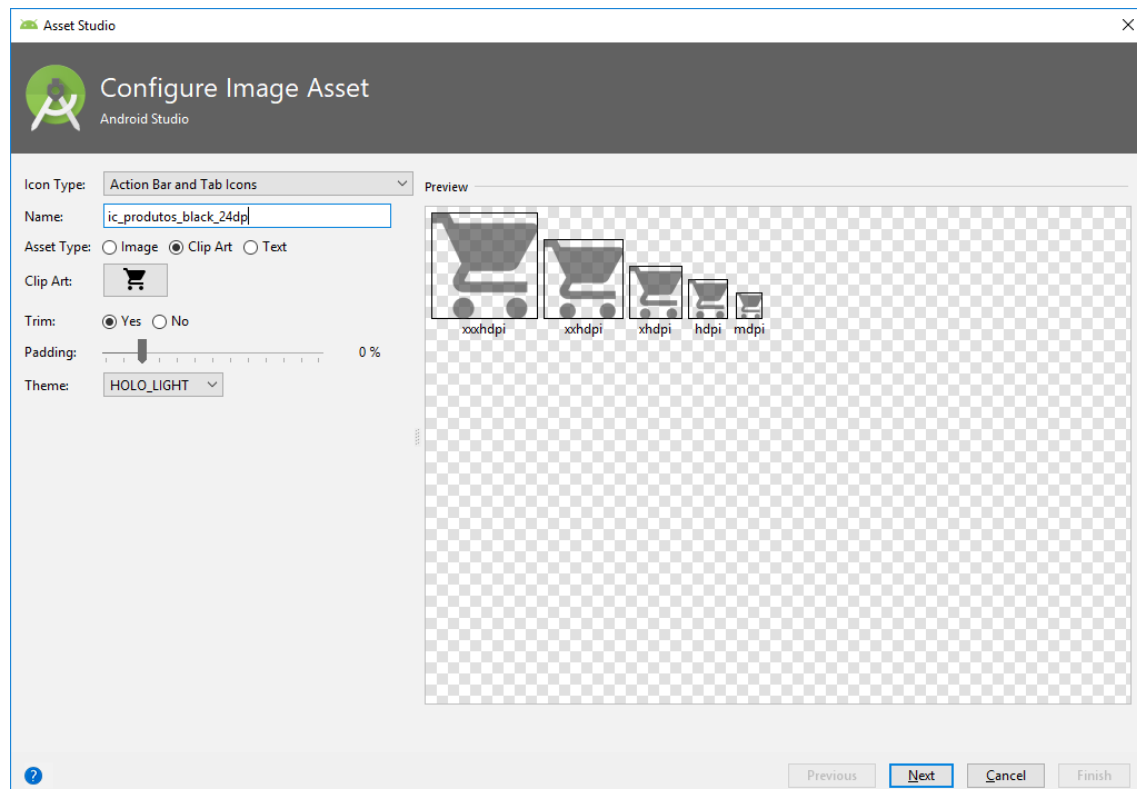 Asset Studio
Configure Image Asset
Android Studio
Icon Type: Action Bar and Tab Icons
Name: ic_produtos_black_24dp
Asset Type: Image Clip Art Text
Clip Art:
Trim: Yes No
Padding: 0 %
Theme: HOLO_LIGHT
Preview
xxxhdpi xxhdpi xhdpi hdpi mdpi
? Previous Next Cancel Finish